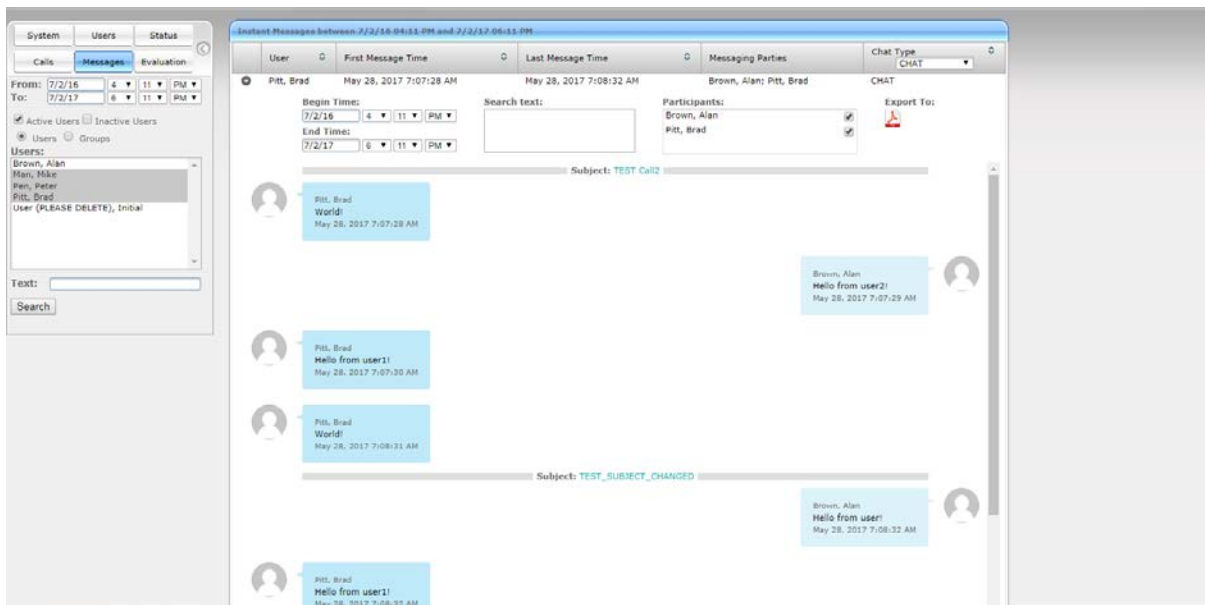 System Users Status
Calls Messages Evaluation
From: 7/2/16 4 11 PM
To: 7/2/17 6 11 PM
Active Users Inactive Users
Users Groups
Users:
Brown, Alan
Man, Mike
Pen, Peter
Pitt, Brad
User (PLEASE DELETE), Initial
Text:
Search
Instant Messages between 7/2/16 04:11 PM and 7/2/17 06:11 PM
User First Message Time Last Message Time Messaging Parties Chat Type
CHAT
Pitt, Brad May 28, 2017 7:07:28 AM May 28, 2017 7:08:32 AM Brown, Alan; Pitt, Brad CHAT
Begin Time: Search text: Participants: Export To:
7/2/16 4 11 PM Brown, Alan
End Time: Pitt, Brad
7/2/17 6 11 PM
Subject: TEST Call2
Pitt, Brad
World!
May 28, 2017 7:07:28 AM
Brown, Alan
Hello from user2!
May 28, 2017 7:07:29 AM
Pitt, Brad
Hello from user1!
May 28, 2017 7:07:30 AM
Pitt, Brad
World!
May 28, 2017 7:08:31 AM
Subject: TEST_SUBJECT_CHANGED
Brown, Alan
Hello from user!
May 28, 2017 7:08:32 AM
Pitt, Brad
Hello from user1!
May 28, 2017 7:08:32 AM